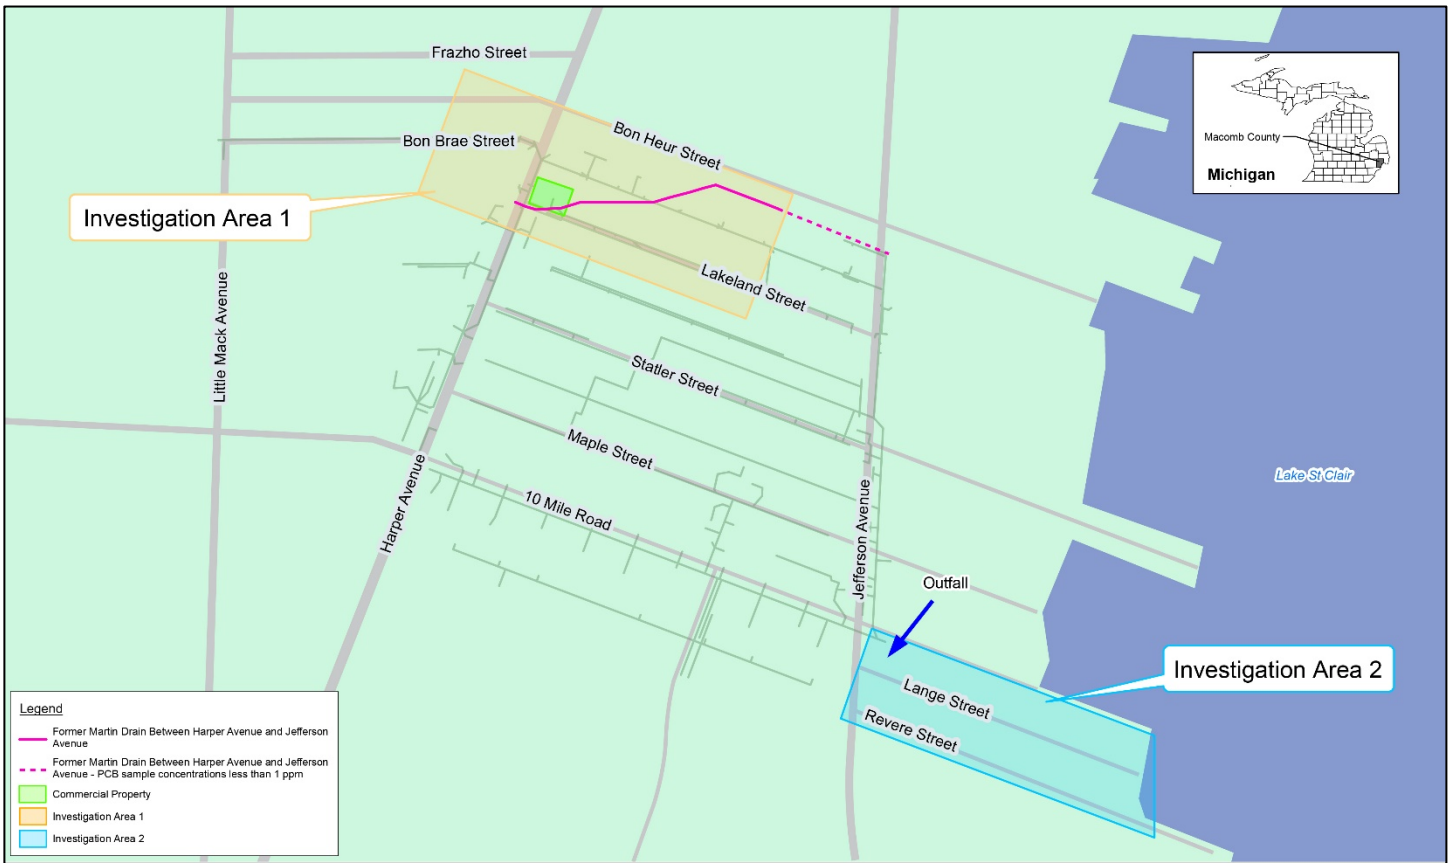 Frazho Street
Bon Brae Street
Bon Heur Street
Macomb County
Michigan
Investigation Area 1
Lakeland Street
Little Mack Avenue
Statler Street
Maple Street
Harper Avenue
10 Mile Road
Jefferson Avenue
Lake St Clair
Outfall
Investigation Area 2
Lange Street
Revere Street
Legend
Former Martin Drain Between Harper Avenue and Jefferson
Avenue
Former Martin Drain Between Harper Avenue and Jefferson
Avenue - PCB sample concentrations less than 1 ppm
Commercial Property
Investigation Area 1
Investigation Area 2